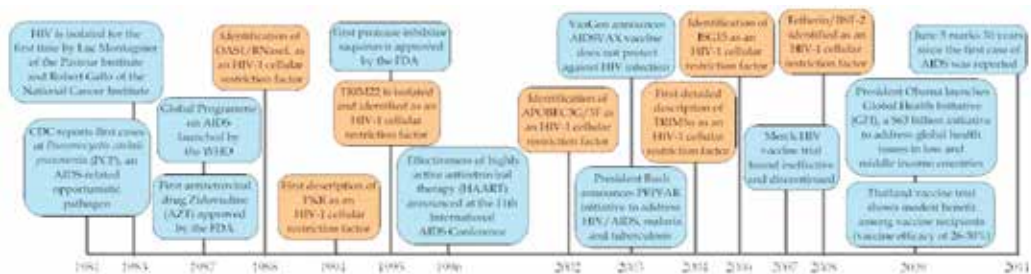 HIV is isolated for the
first time by Luc Montagnier
of the Pasteur Institute
and Robert Gallo of the
National Cancer Institute
CDC reports first cases
of Pneumocystis carinii
pneumonia (PCP), an
AIDS-related
opportunistic
pathogen
Global Programme
on AIDS
launched by
the WHO
First antiretroviral
drug Zidovudine
(AZT) approved
by the FDA
Identification of
OAS1/RNaseL as
an HIV-1 cellular
restriction factor
First description of
PKR as an
HIV-1 cellular
restriction factor
First protease inhibitor
saquinavir is approved
by the FDA
TRIM22 is isolated
and identified as an
HIV-1 cellular
restriction factor
Effectiveness of highly
active antiretroviral
therapy (HAART)
announced at the 11th
International
AIDS Conference
Identification of
APOBEC3G/3F as
an HIV-1 cellular
restriction factor
VaxGen announces
AIDSVAX vaccine
does not protect
against HIV infection
President Bush
announces PEPFAR
initiative to address
HIV/AIDS, malaria
and tuberculosis
First detailed
description of
TRIM5α as an
HIV-1 cellular
restriction factor
Identification of
ISG15 as an
HIV-1 cellular
restriction factor
Merck HIV
vaccine trial
found ineffective
and discontinued
Tetherin/BST-2
identified as an
HIV-1 cellular
restriction factor
President Obama launches
Global Health Initiative
(GHI), a $63 billion initiative
to address global health
issues in low and
middle income countries
Thailand vaccine trial
shows modest benefit
among vaccine recipients
(vaccine efficacy of 26-30%)
June 5 marks 30 years
since the first case of
AIDS was reported
1981 1983 1987 1988 1994 1995 1996 2002 2003 2004 2006 2007 2008 2009 2011